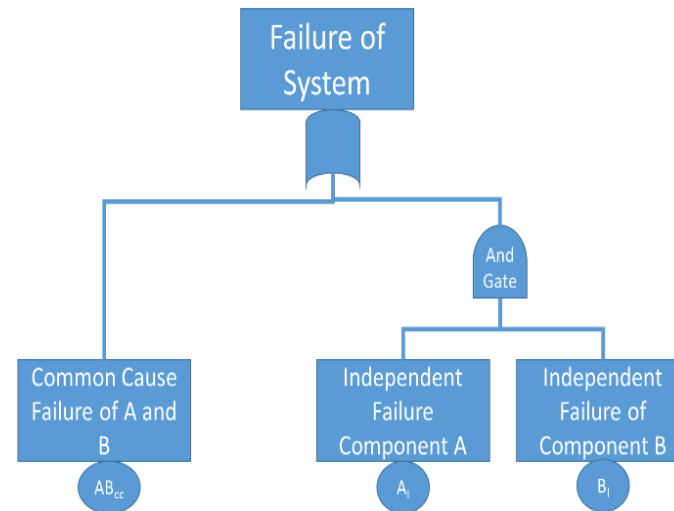 Failure of
System
And
Gate
Common Cause
Failure of A and
B
Independent
Failure
Component A
Independent
Failure of
Component B
ABcc
AI
BI